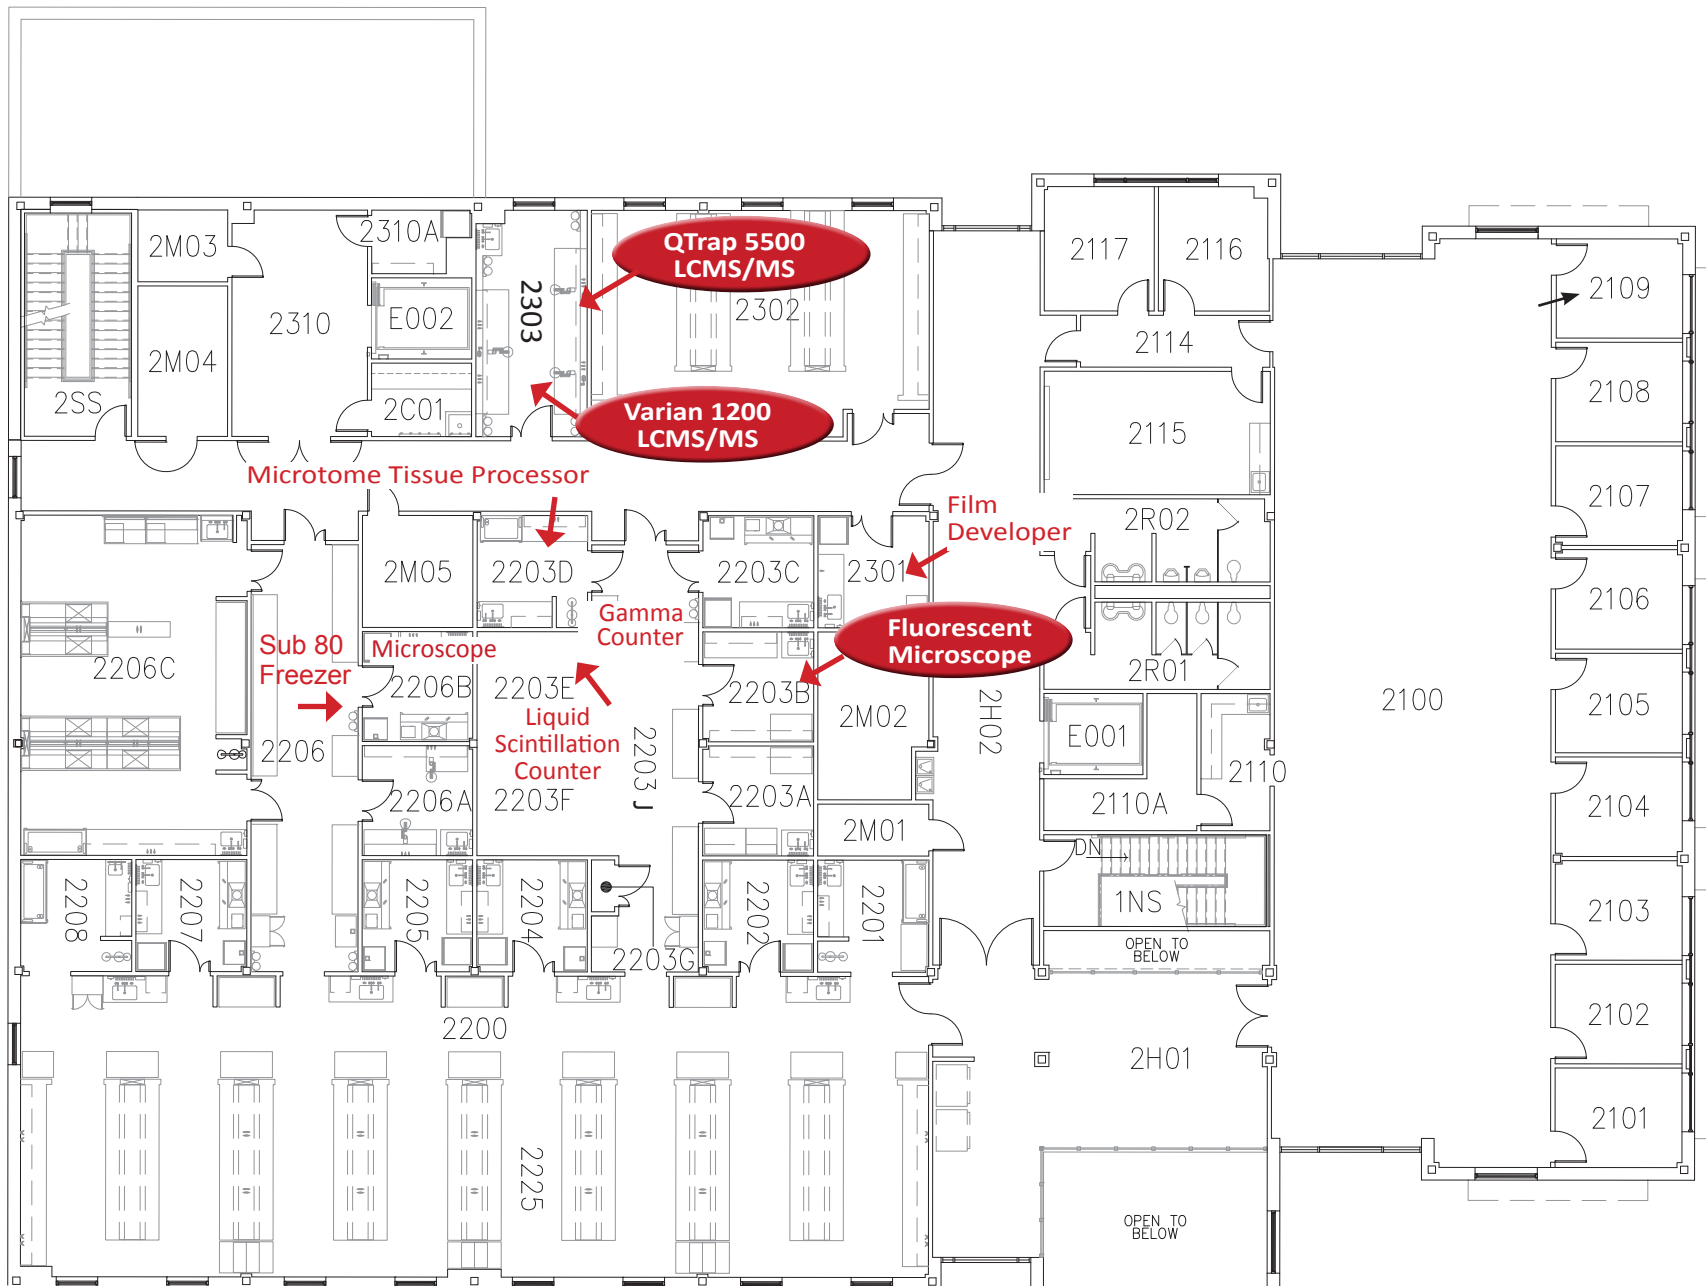 2M03
2310A
QTrap 5500
LCMS/MS
2117
2116
2109
2310
E002
2303
2302
2M04
2114
2108
2SS
2C01
Varian 1200
LCMS/MS
2115
Microtome Tissue Processor
2107
Film
Developer
2R02
2M05
2203D
2203C
2301
2106
Gamma
Counter
Fluorescent
Microscope
Sub 80
Freezer
Microscope
2206C
2206B
2203E
2203B
2R01
2100
2105
Liquid
Scintillation
Counter
2M02
2H02
E001
2206
2203 J
2110
2206A
2203F
2203A
2110A
2104
2M01
DN
2208
2207
2205
2204
2202
2201
1NS
2103
2203G
OPEN TO
BELOW
2200
2102
2H01
2101
2225
OPEN TO
BELOW